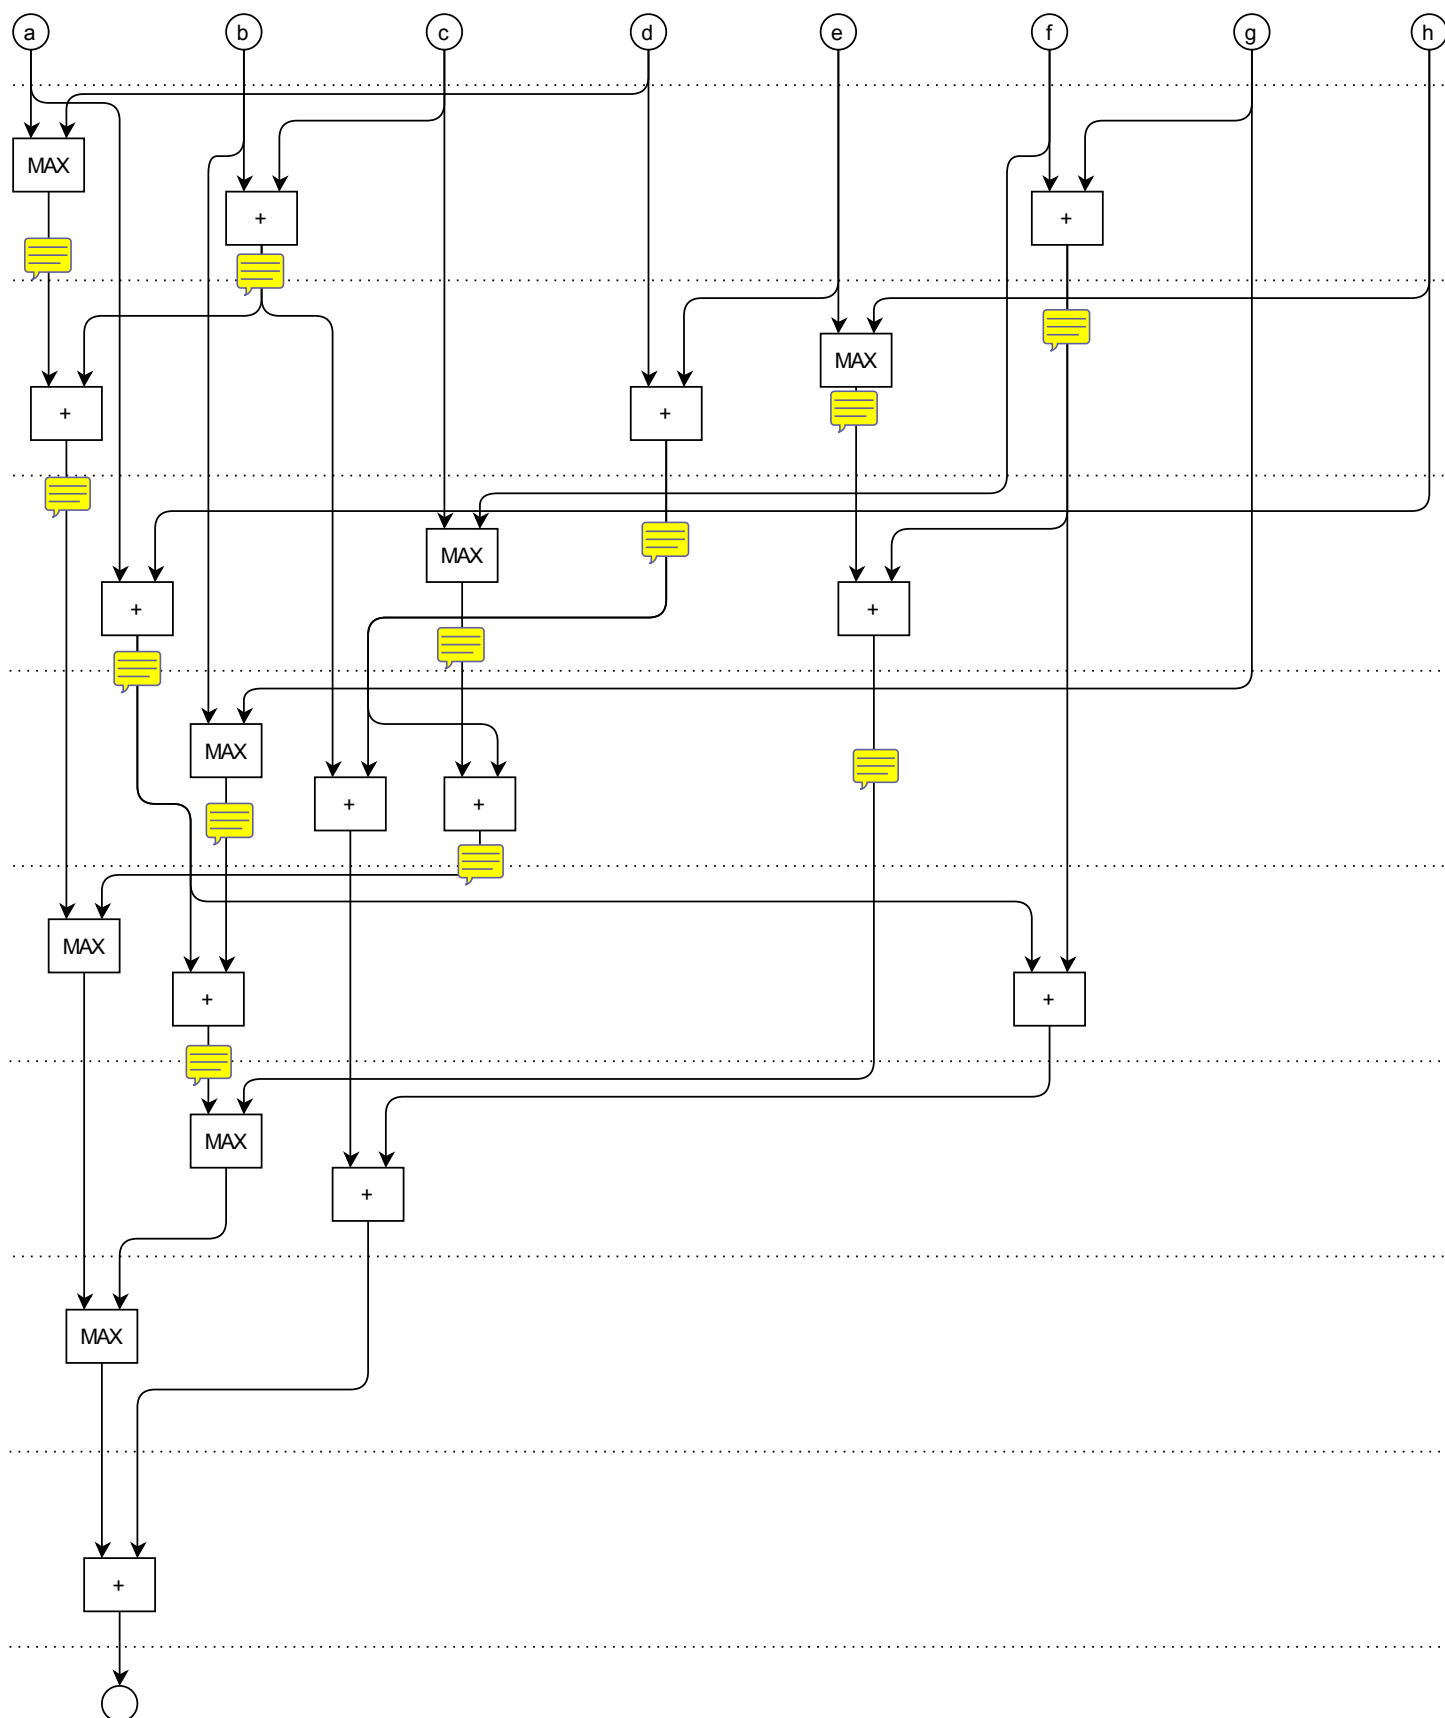 a b c d e f g h
MAX
+ +
MAX
+ +
MAX
+ +
MAX
+ +
MAX
+ +
MAX
+
MAX
+